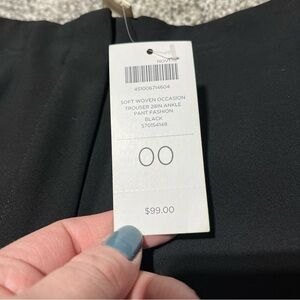 451006714604
SOFT WOVEN OCCASION
TROUSER 28IN ANKLE
PANT FASHION
BLACK
570154148
00
$99.00